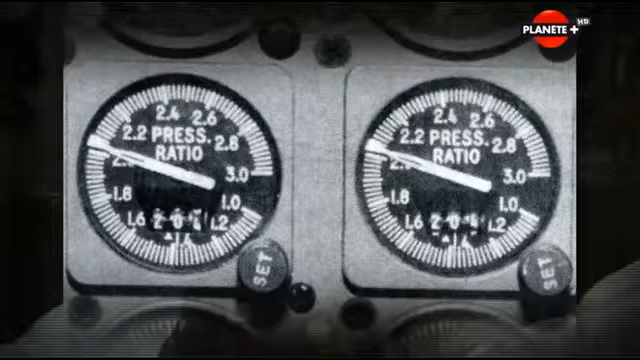 PLANETE+ HD
2.4
2.6
2.2 PRESS. 2.8
RATIO
3.0
1.8
1.0
1.6
1.2
SET
2.4
2.6
2.2 PRESS. 2.8
RATIO
3.0
1.8
1.0
1.6
1.2
SET